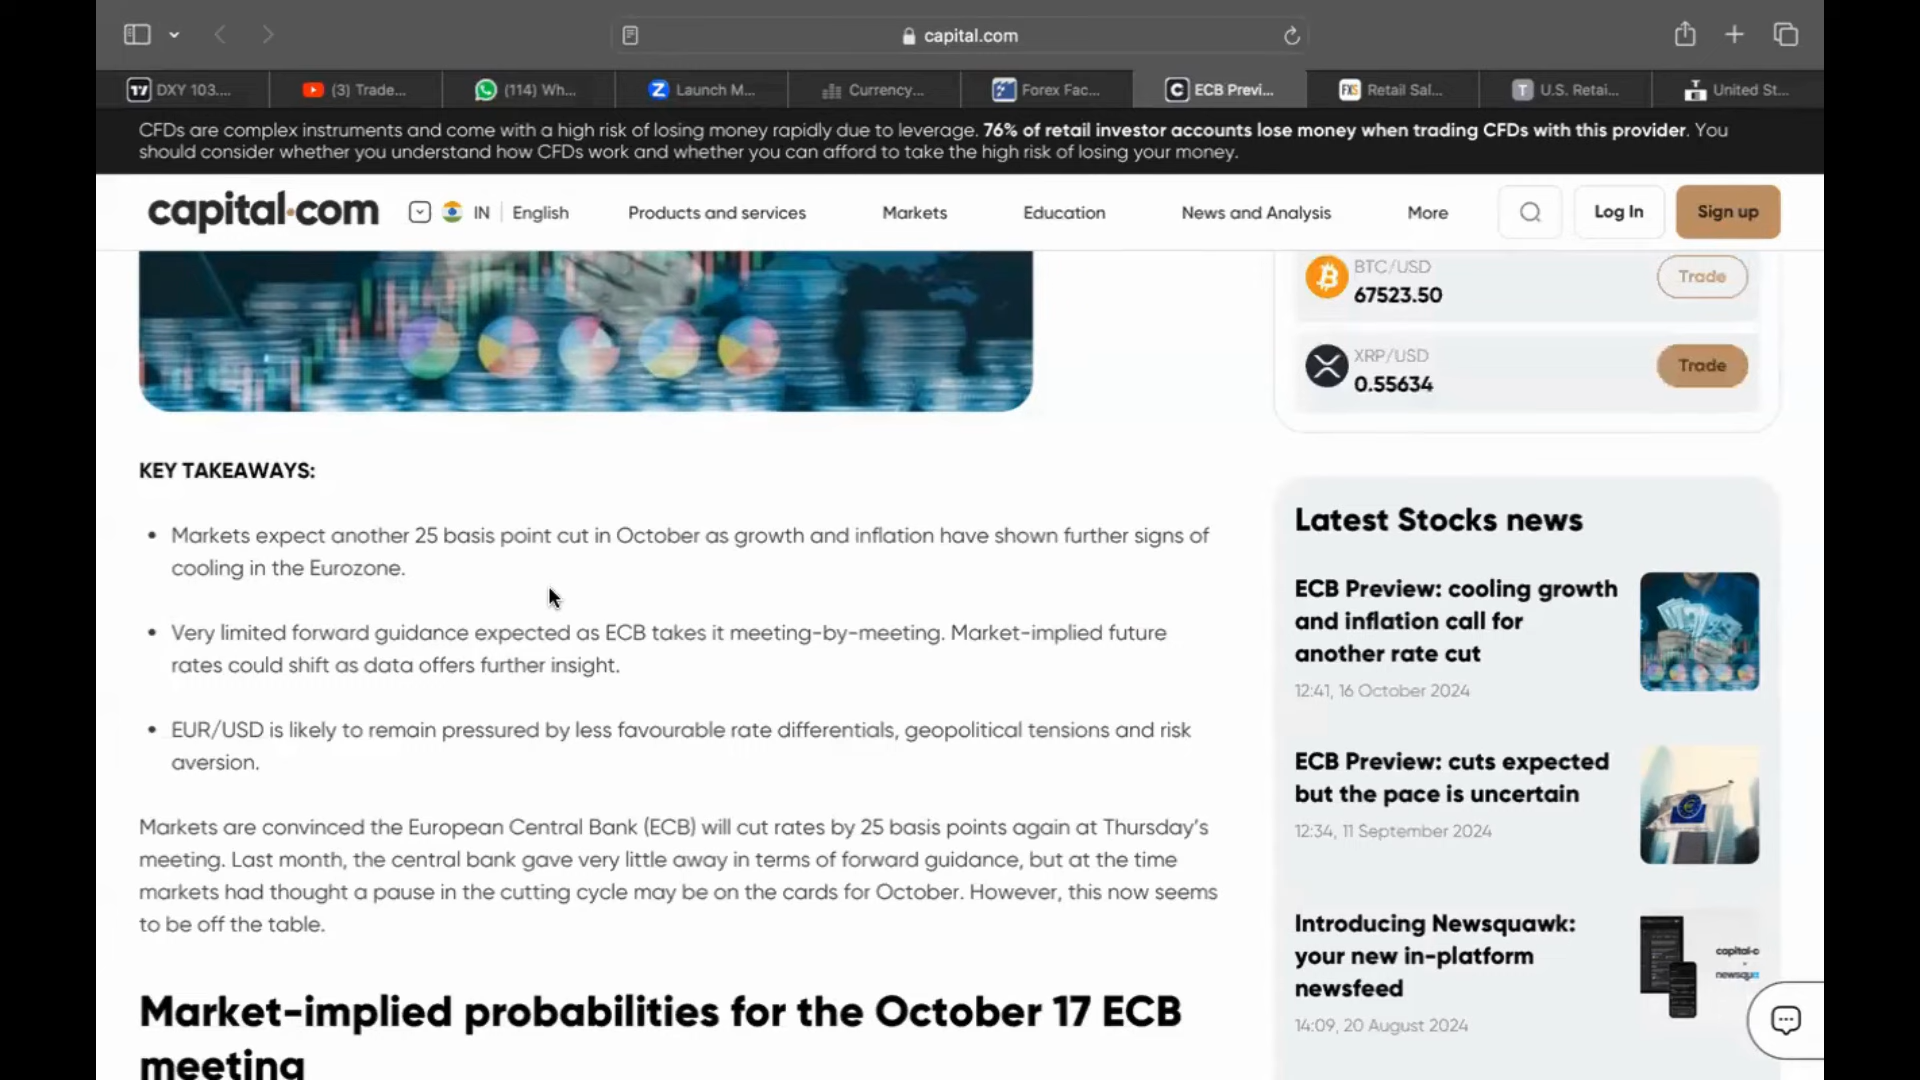 capital.com
DXY 103....
(3) Trade...
(114) Wh...
Launch M...
Currency...
Forex Fac...
ECB Previ...
Retail Sal...
U.S. Retai...
United St...
CFDs are complex instruments and come with a high risk of losing money rapidly due to leverage. 76% of retail investor accounts lose money when trading CFDs with this provider. You
should consider whether you understand how CFDs work and whether you can afford to take the high risk of losing your money.
capital.com
IN
English
Products and services
Markets
Education
News and Analysis
More
Log In
Sign up
BTC/USD
67523.50
Trade
XRP/USD
0.55634
Trade
KEY TAKEAWAYS:
• Markets expect another 25 basis point cut in October as growth and inflation have shown further signs of
cooling in the Eurozone.
• Very limited forward guidance expected as ECB takes it meeting-by-meeting. Market-implied future
rates could shift as data offers further insight.
• EUR/USD is likely to remain pressured by less favourable rate differentials, geopolitical tensions and risk
aversion.
Markets are convinced the European Central Bank (ECB) will cut rates by 25 basis points again at Thursday's
meeting. Last month, the central bank gave very little away in terms of forward guidance, but at the time
markets had thought a pause in the cutting cycle may be on the cards for October. However, this now seems
to be off the table.
Market-implied probabilities for the October 17 ECB
meeting
Latest Stocks news
ECB Preview: cooling growth
and inflation call for
another rate cut
12:41, 16 October 2024
ECB Preview: cuts expected
but the pace is uncertain
12:34, 11 September 2024
Introducing Newsquawk:
your new in-platform
newsfeed
14:09, 20 August 2024